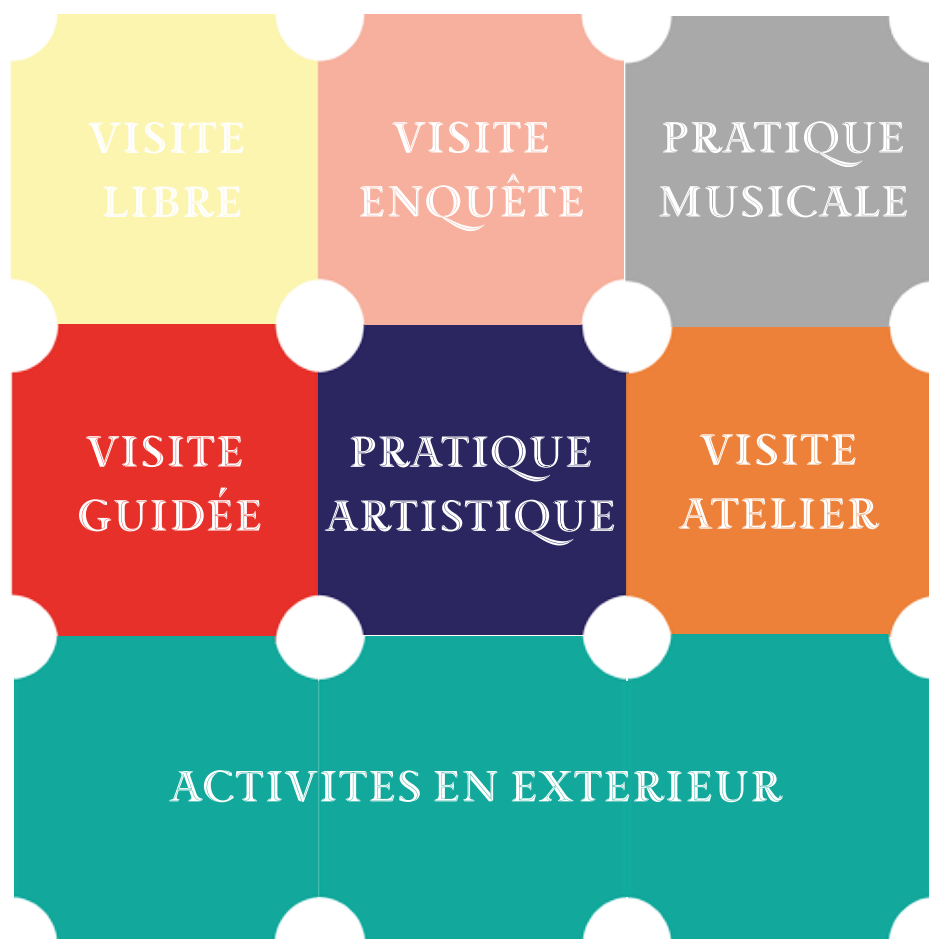 VISITE
LIBRE
VISITE
ENQUÊTE
PRATIQUE
MUSICALE
VISITE
GUIDÉE
PRATIQUE
ARTISTIQUE
VISITE
ATELIER
ACTIVITES EN EXTERIEUR